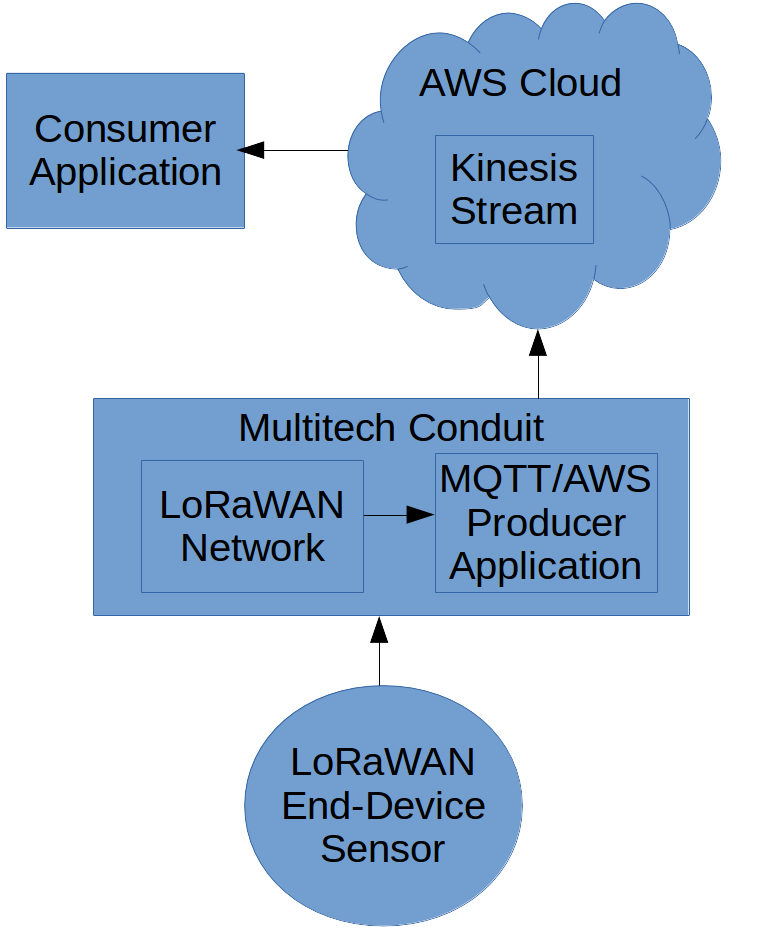 AWS Cloud
Consumer
Application
Kinesis
Stream
Multitech Conduit
LoRaWAN
Network
MQTT/AWS
Producer
Application
LoRaWAN
End-Device
Sensor